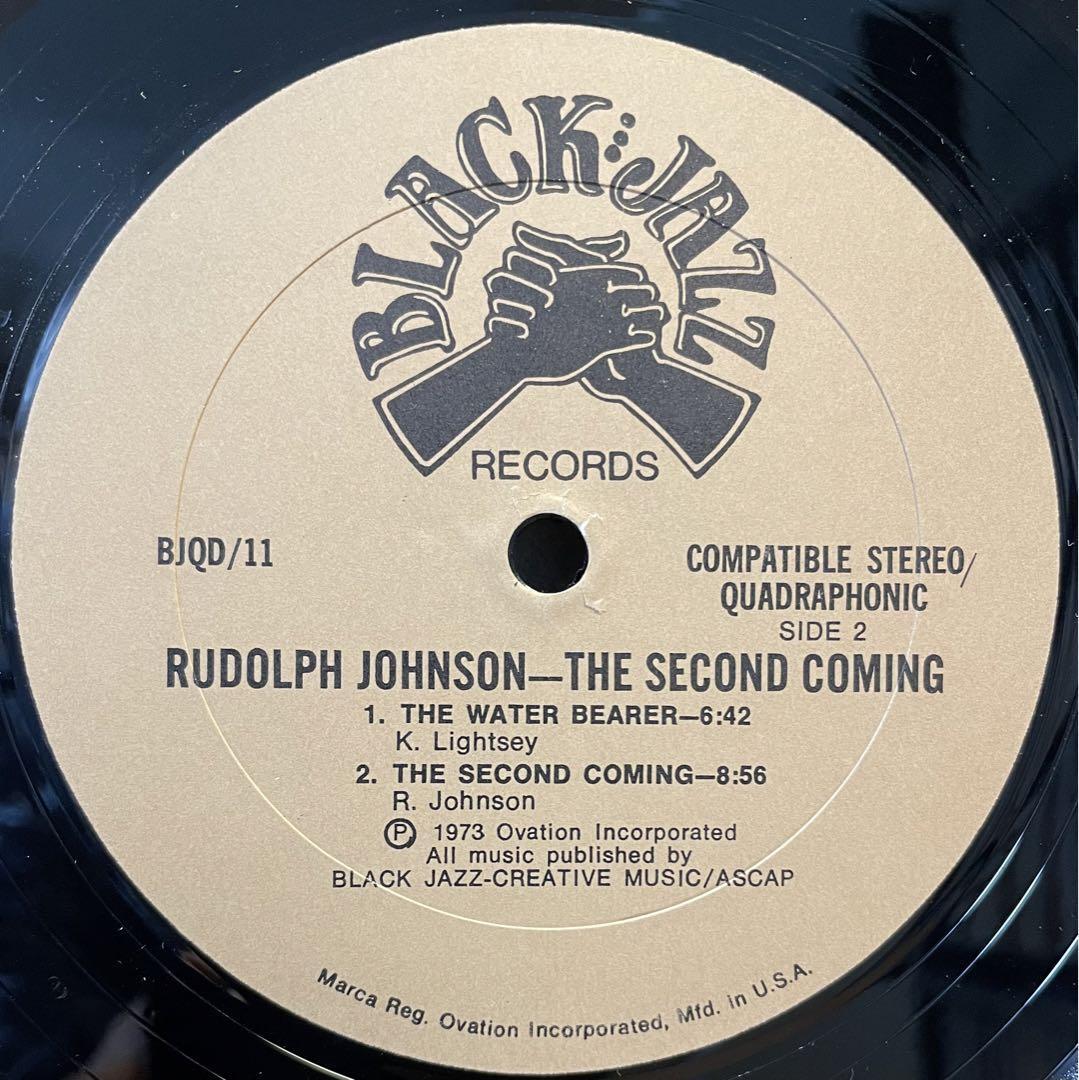 BLACK JAZZ
RECORDS
BJQD/11
COMPATIBLE STEREO/
QUADRAPHONIC
SIDE 2
RUDOLPH JOHNSON—THE SECOND COMING
1. THE WATER BEARER—6:42
K. Lightsey
2. THE SECOND COMING—8:56
R. Johnson
Ⓟ 1973 Ovation Incorporated
All music published by
BLACK JAZZ-CREATIVE MUSIC/ASCAP
Marca Reg. Ovation Incorporated, Mfd. in U.S.A.